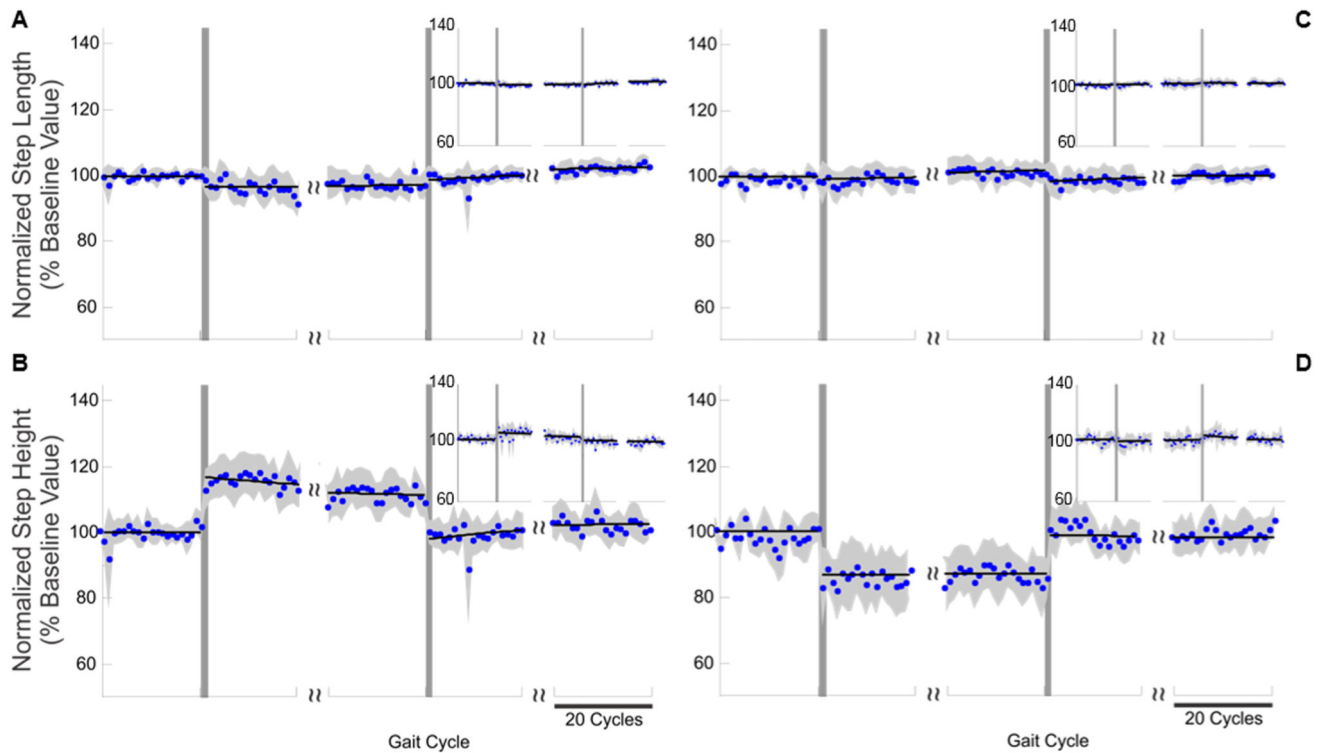 A
C
Normalized Step Length
(% Baseline Value)
140
120
100
80
60
140
100
60
140
120
100
80
60
140
100
60
B
D
Normalized Step Height
(% Baseline Value)
140
120
100
80
60
140
100
60
140
120
100
80
60
140
100
60
20 Cycles
20 Cycles
Gait Cycle
Gait Cycle